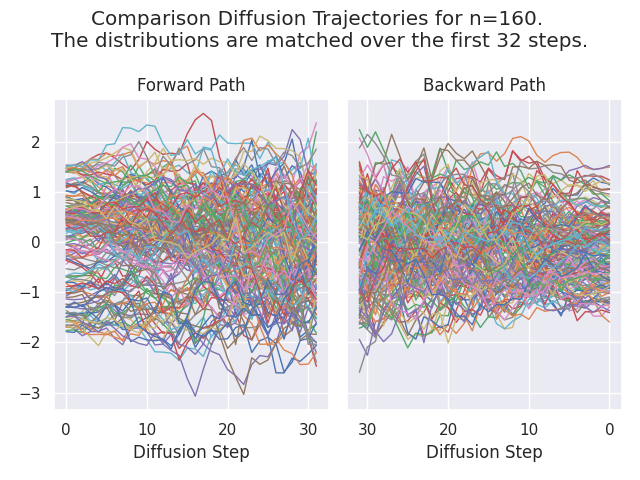 Comparison Diffusion Trajectories for n=160.
The distributions are matched over the first 32 steps.
Forward Path
Backward Path
2
1
0
−1
−2
−3
0 10 20 30
30 20 10 0
Diffusion Step
Diffusion Step